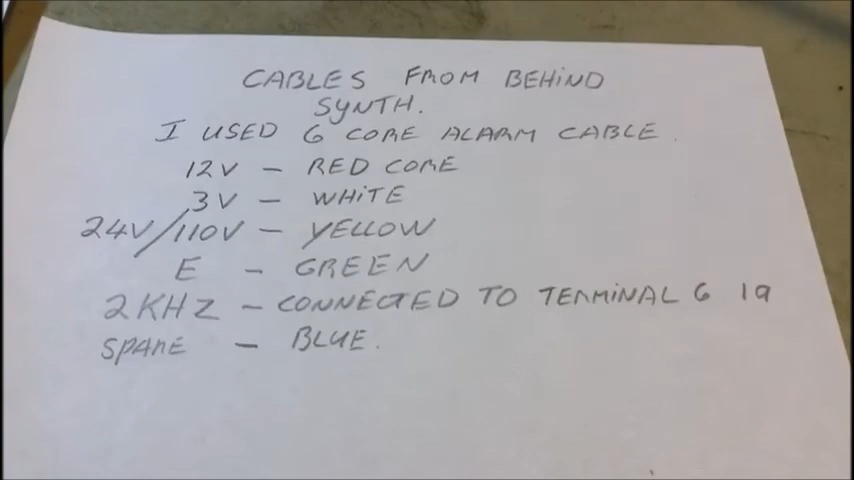 CABLES FROM BEHIND
SYNTH.
I USED 6 CORE ALARM CABLE.
12V - RED CORE
3V - WHITE
24V/110V - YELLOW
E - GREEN
2KHZ - CONNECTED TO TERMINAL 6 19
SPARE - BLUE.